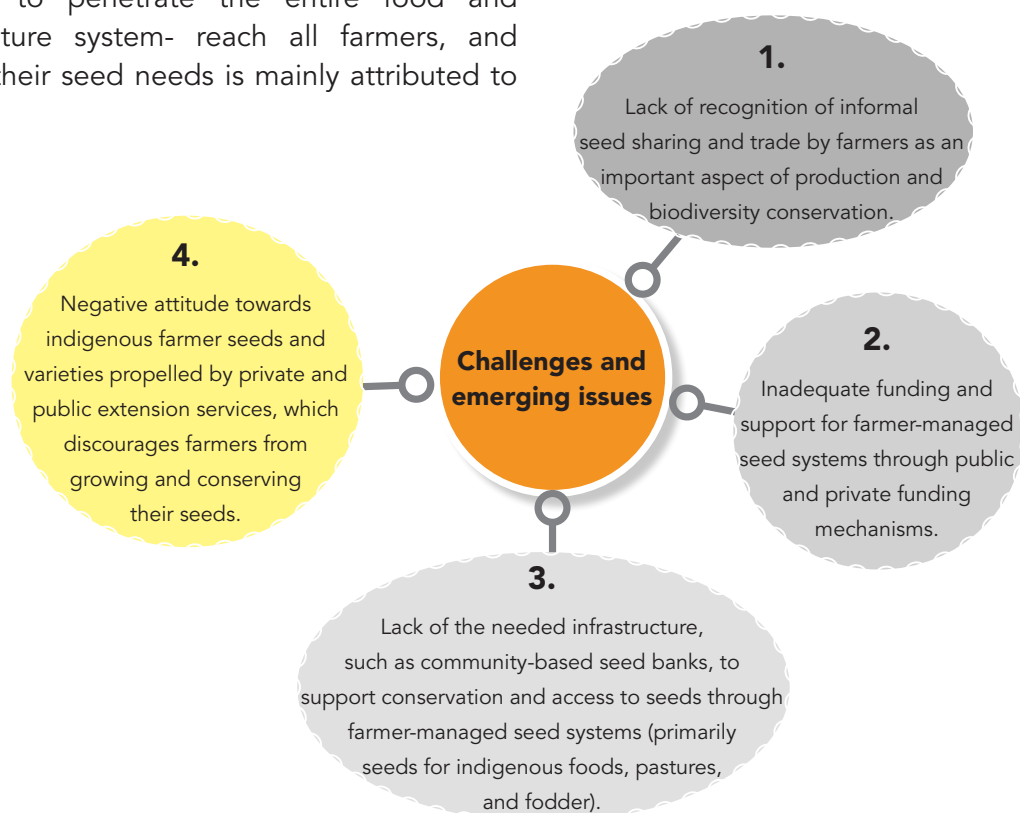 to penetrate the entire food and
ture system- reach all farmers, and
their seed needs is mainly attributed to
1.
Lack of recognition of informal
seed sharing and trade by farmers as an
important aspect of production and
biodiversity conservation.
4.
Negative attitude towards
indigenous farmer seeds and
varieties propelled by private and
public extension services, which
discourages farmers from
growing and conserving
their seeds.
Challenges and
emerging issues
2.
Inadequate funding and
support for farmer-managed
seed systems through public
and private funding
mechanisms.
3.
Lack of the needed infrastructure,
such as community-based seed banks, to
support conservation and access to seeds through
farmer-managed seed systems (primarily
seeds for indigenous foods, pastures,
and fodder).